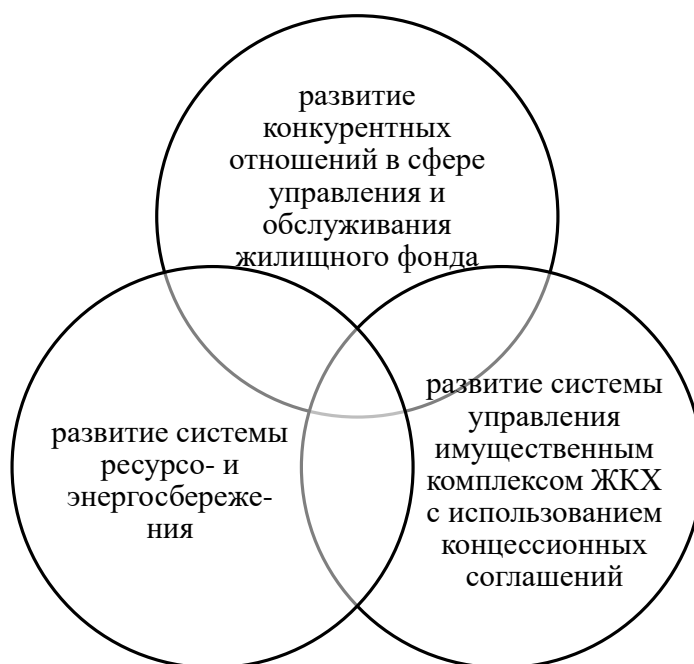 развитие
конкурентных
отношений в сфере
управления и
обслуживания
жилищного фонда
развитие системы
ресурсо- и
энергосбереже-
ния
развитие системы
управления
имущественным
комплексом ЖКХ
с использованием
концессионных
соглашений